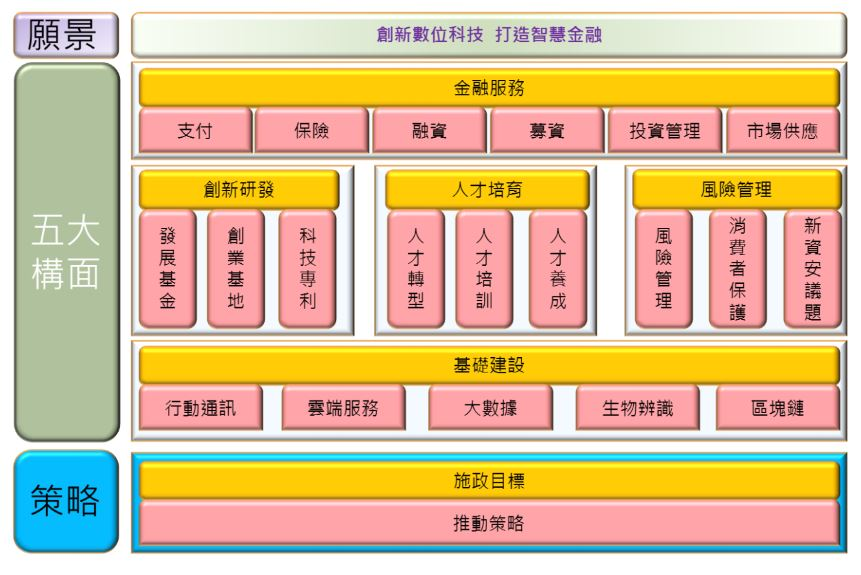 願景
創新數位科技 打造智慧金融
五大
構面
金融服務
支付
保險
融資
募資
投資管理
市場供應
創新研發
發展基金
創業基地
科技專利
人才培育
人才轉型
人才培訓
人才養成
風險管理
風險管理
消費者保護
新資安議題
基礎建設
行動通訊
雲端服務
大數據
生物辨識
區塊鏈
策略
施政目標
推動策略